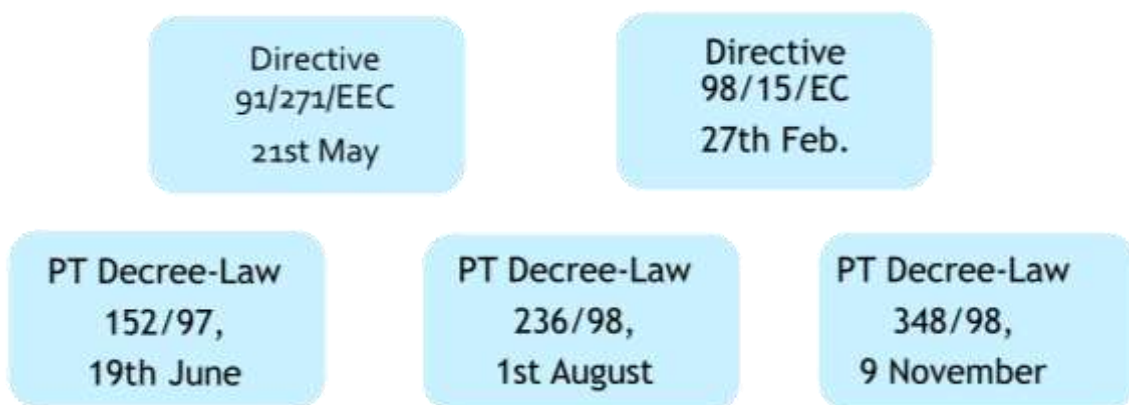 Directive
91/271/EEC
21st May
Directive
98/15/EC
27th Feb.
PT Decree-Law
152/97,
19th June
PT Decree-Law
236/98,
1st August
PT Decree-Law
348/98,
9 November